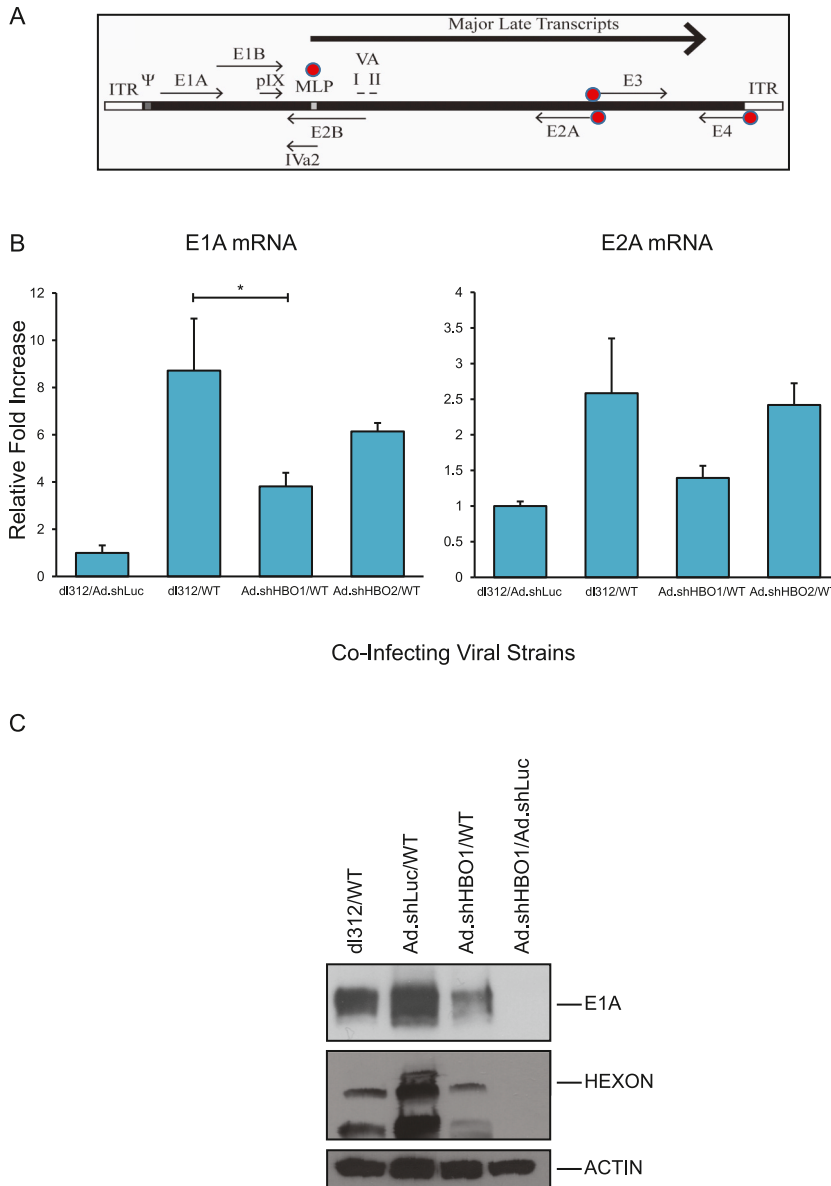 A
Major Late Transcripts
E1B
VA
ITR Ψ E1A pIX MLP I II E3 ITR
E2B E2A E4
IVa2
B
E1A mRNA
E2A mRNA
Relative Fold Increase
12
10
8
6
4
2
0
*
dl312/Ad.shLuc dl312/WT Ad.shHBO1/WT Ad.shHBO2/WT
4
3.5
3
2.5
2
1.5
1
0.5
0
dl312/Ad.shLuc dl312/WT Ad.shHBO1/WT Ad.shHBO2/WT
Co-Infecting Viral Strains
C
dl312/WT
Ad.shLuc/WT
Ad.shHBO1/WT
Ad.shHBO1/Ad.shLuc
E1A
HEXON
ACTIN